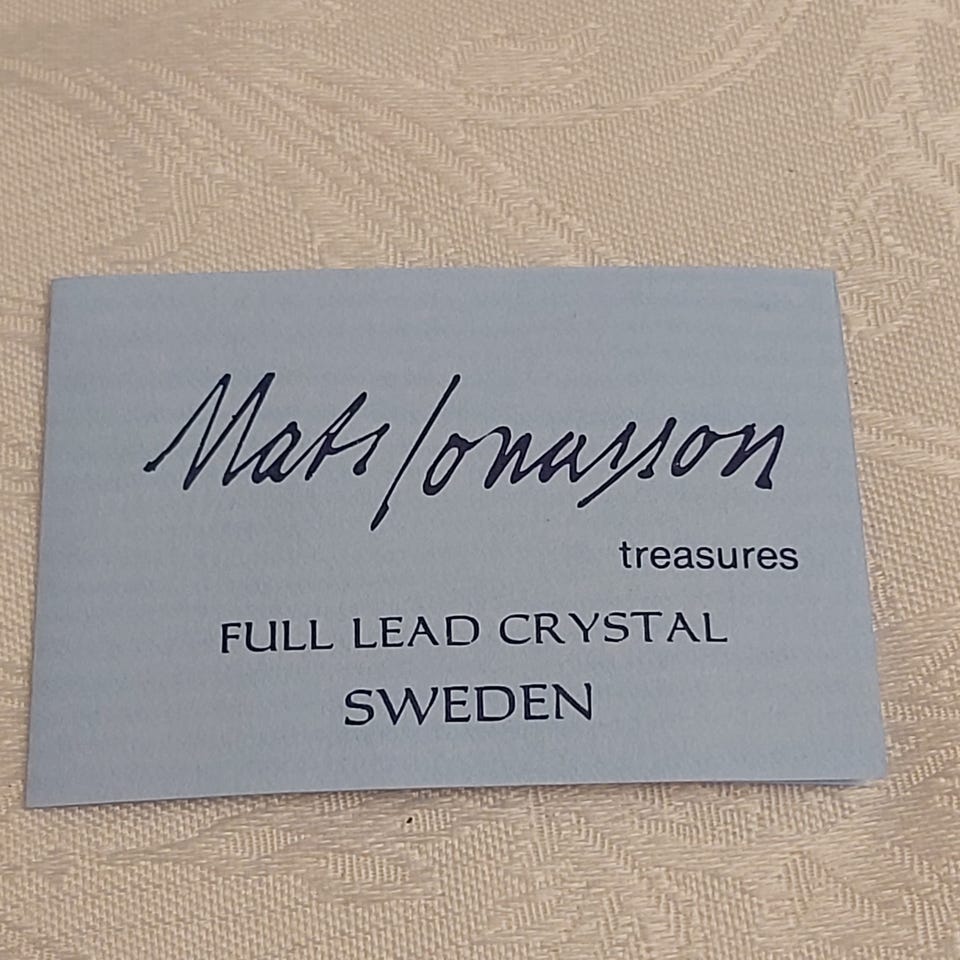 Mats Jonasson
treasures
FULL LEAD CRYSTAL
SWEDEN